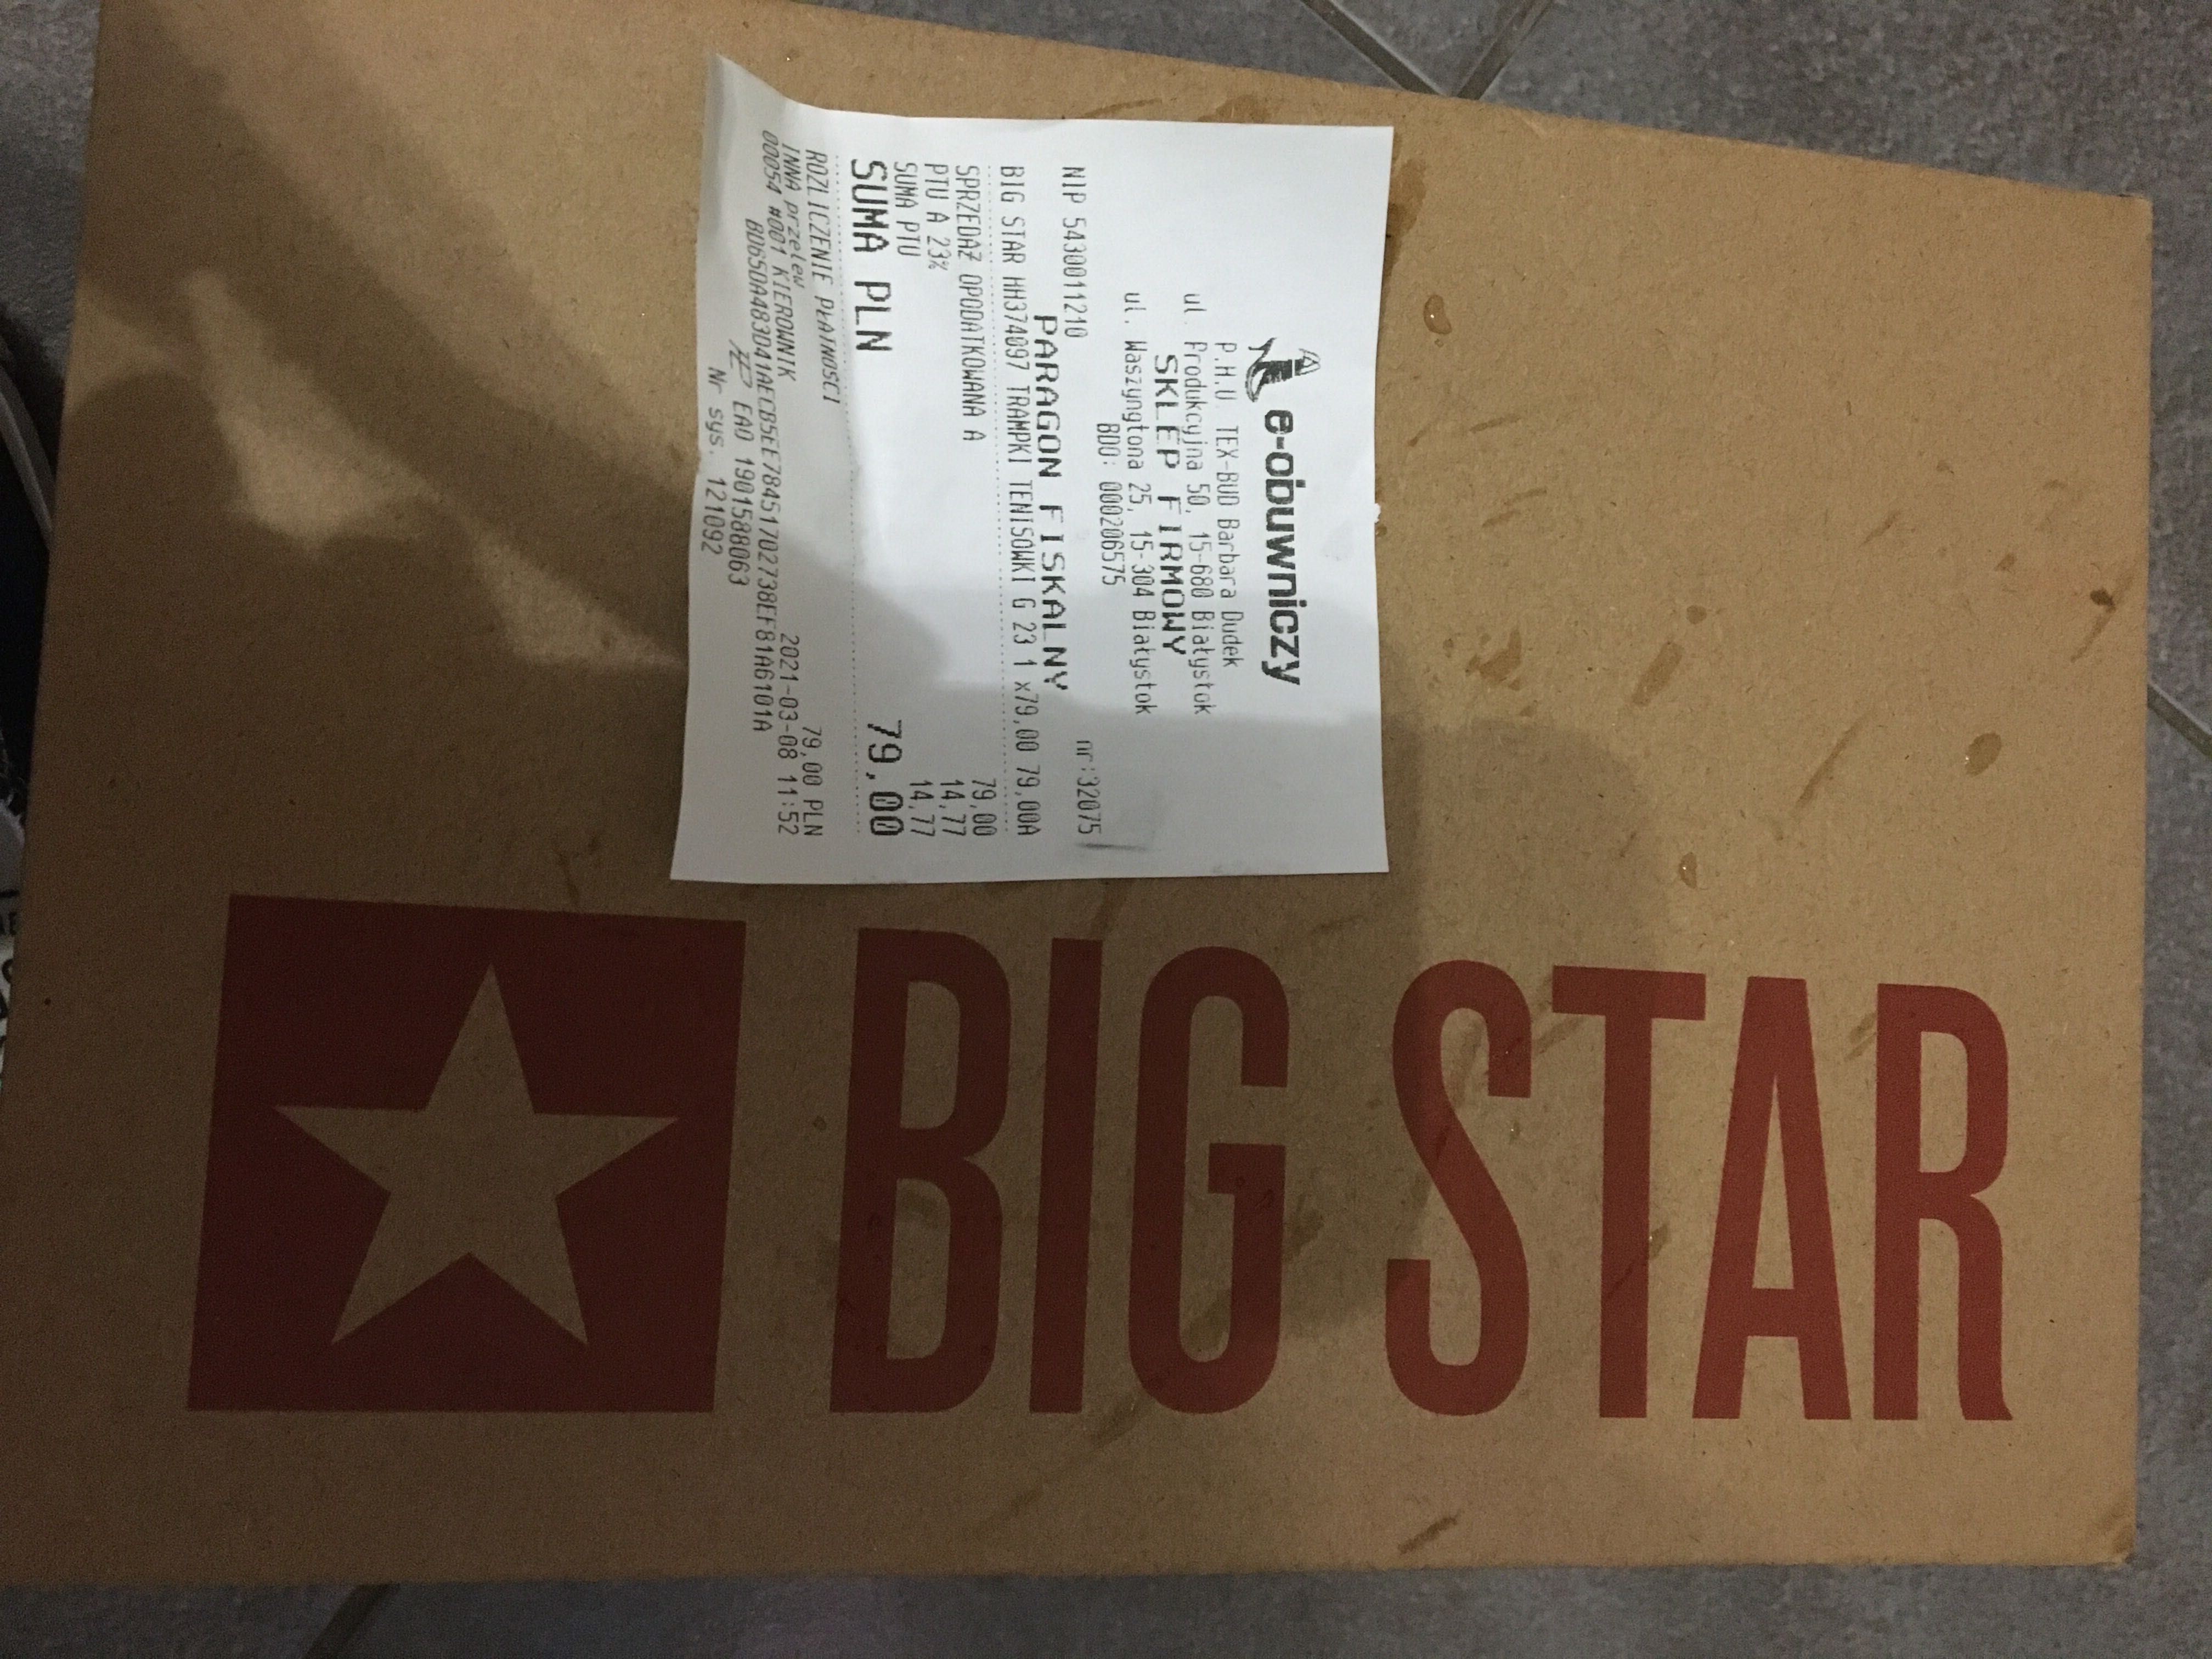 e-obuwniczy
P.H.U. TEX-BUD Barbara Dudek
ul. Produkcyjna 50, 15-680 Białystok
SKLEP FIRMOWY
ul. Waszyngtona 25, 15-304 Białystok
BDO: 000206575
NIP 5430011210 nr:32075
PARAGON FISKALNY
BIG STAR HH374097 TRAMPKI TENISÓWKI G 23 1 x79,00 79,00A
SPRZEDAŻ OPODATKOWANA A 79,00
PTU A 23% 14,77
SUMA PTU 14,77
SUMA PLN 79,00
ROZLICZENIE PŁATNOŚCI
INNA przelew 79,00 PLN
00054 #001 KIEROWNIK 2021-03-08 11:52
BD65DA483D41AECB5EE78451702738EF81A6101A
EAO 1901588063
Nr sys. 121092
BIG STAR